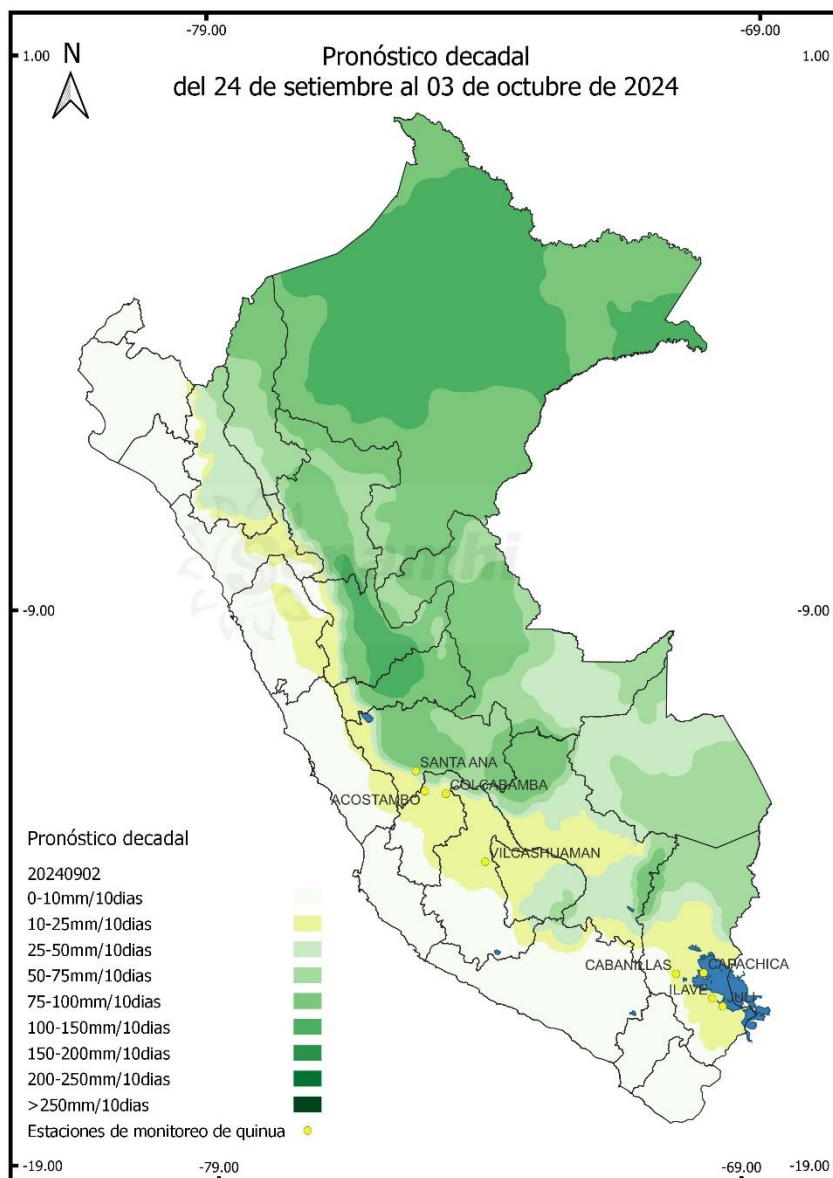 -79.00
-69.00
1.00
1.00
N
Pronóstico decadal
del 24 de setiembre al 03 de octubre de 2024
Senamhi
-9.00
-9.00
SANTA ANA
ACOSTAMBO
COLCABAMBA
VILCASHUAMAN
CABANILLAS
CAPACHICA
ILAVE
JULI
Pronóstico decadal
20240902
0-10mm/10dias
10-25mm/10dias
25-50mm/10dias
50-75mm/10dias
75-100mm/10dias
100-150mm/10dias
150-200mm/10dias
200-250mm/10dias
>250mm/10dias
Estaciones de monitoreo de quinua
-19.00
-19.00
-79.00
-69.00